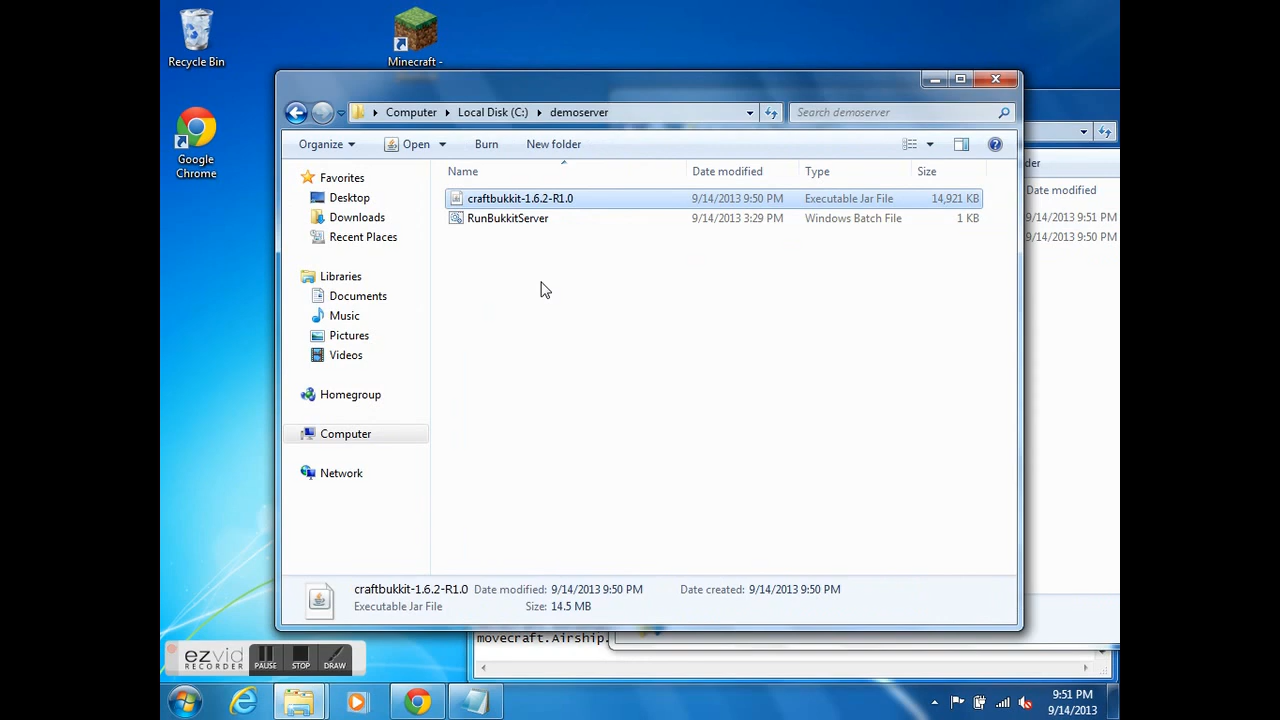 Recycle Bin
Minecraft -
Google
Chrome
Computer
Local Disk (C:)
demoserver
Search demoserver
Organize
Open
Burn
New folder
Name
Date modified
Type
Size
craftbukkit-1.6.2-R1.0
9/14/2013 9:50 PM
Executable Jar File
14,921 KB
RunBukkitServer
9/14/2013 3:29 PM
Windows Batch File
1 KB
Favorites
Desktop
Downloads
Recent Places
Libraries
Documents
Music
Pictures
Videos
Homegroup
Computer
Network
der
Date modified
9/14/2013 9:51 PM
9/14/2013 9:50 PM
craftbukkit-1.6.2-R1.0 Date modified: 9/14/2013 9:50 PM Date created: 9/14/2013 9:50 PM
Executable Jar File Size: 14.5 MB
movecraft.Airship.
ezvid
RECORDER
PAUSE
STOP
DRAW
9:51 PM
9/14/2013